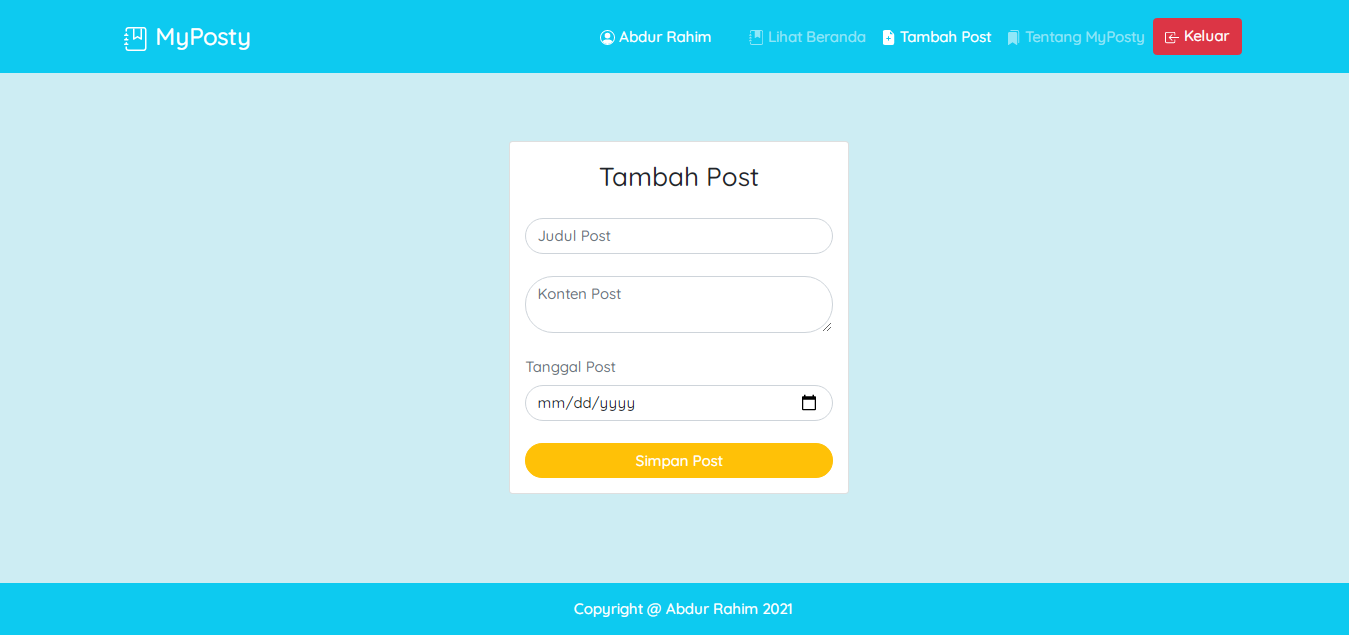 MyPosty
Abdur Rahim
Lihat Beranda
Tambah Post
Tentang MyPosty
Keluar
Tambah Post
Judul Post
Konten Post
Tanggal Post
mm/dd/yyyy
Simpan Post
Copyright @ Abdur Rahim 2021